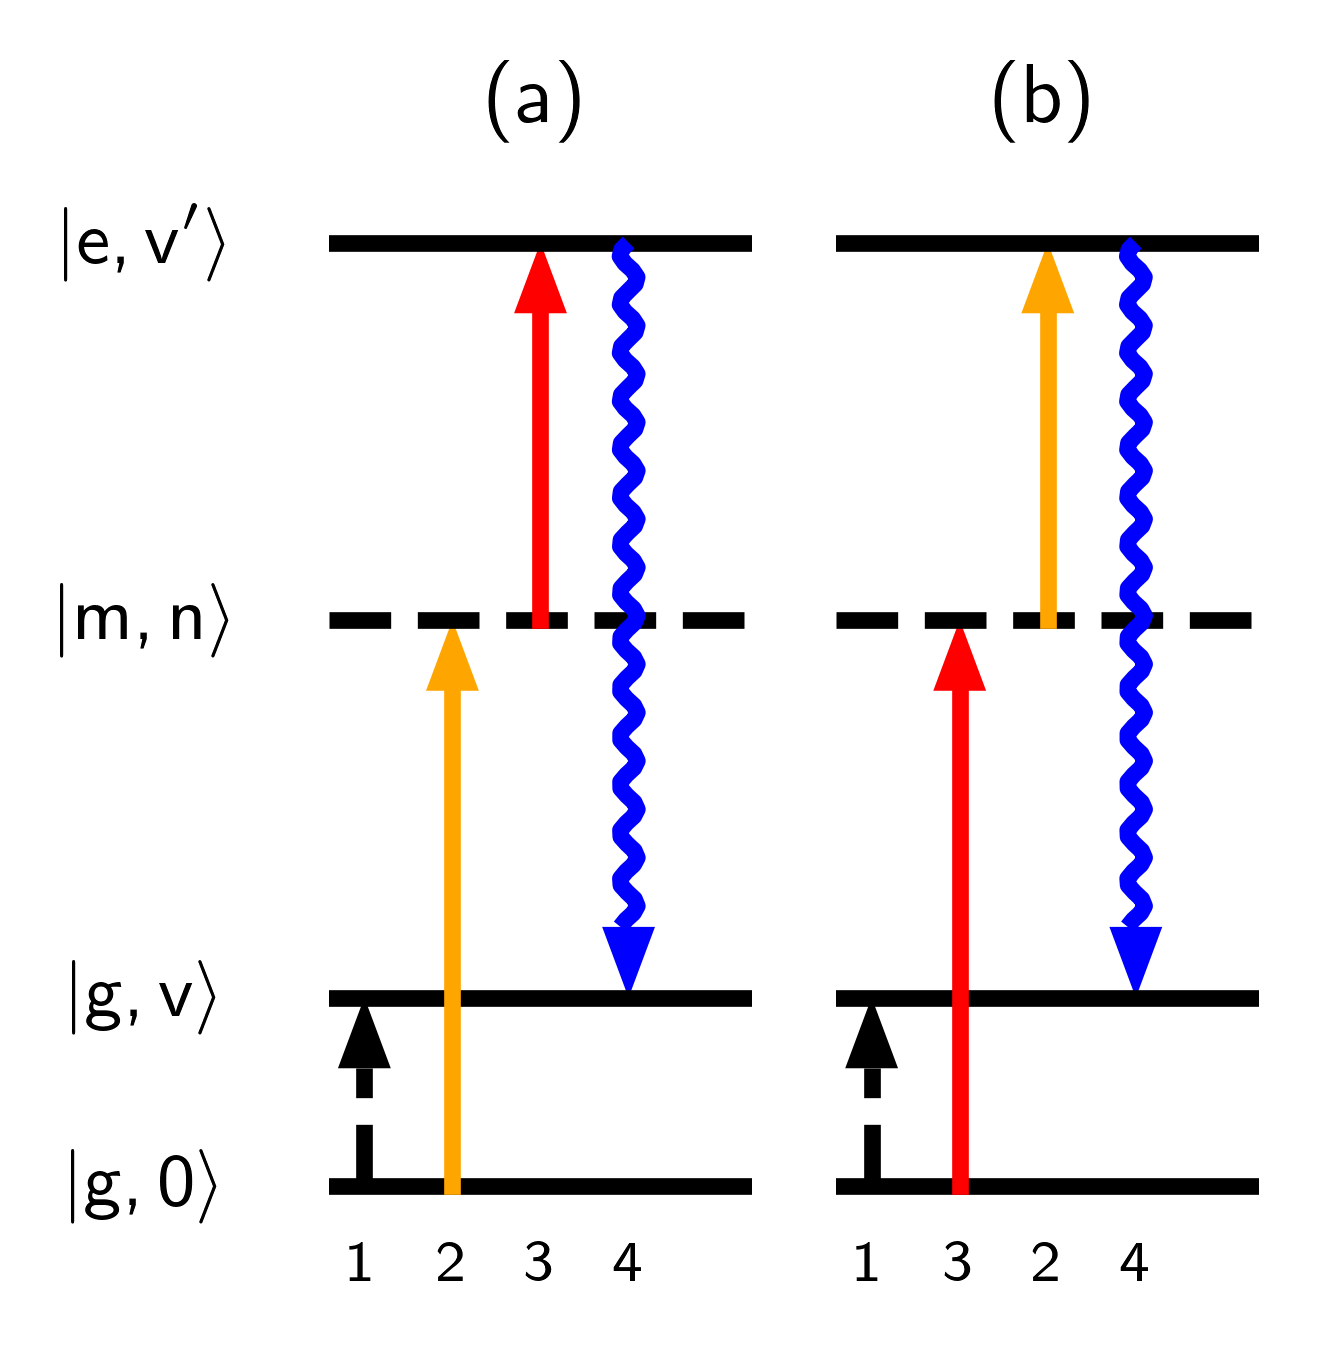 (a) (b)
|e, v′⟩
|m, n⟩
|g, v⟩
|g, 0⟩
1 2 3 4 1 3 2 4